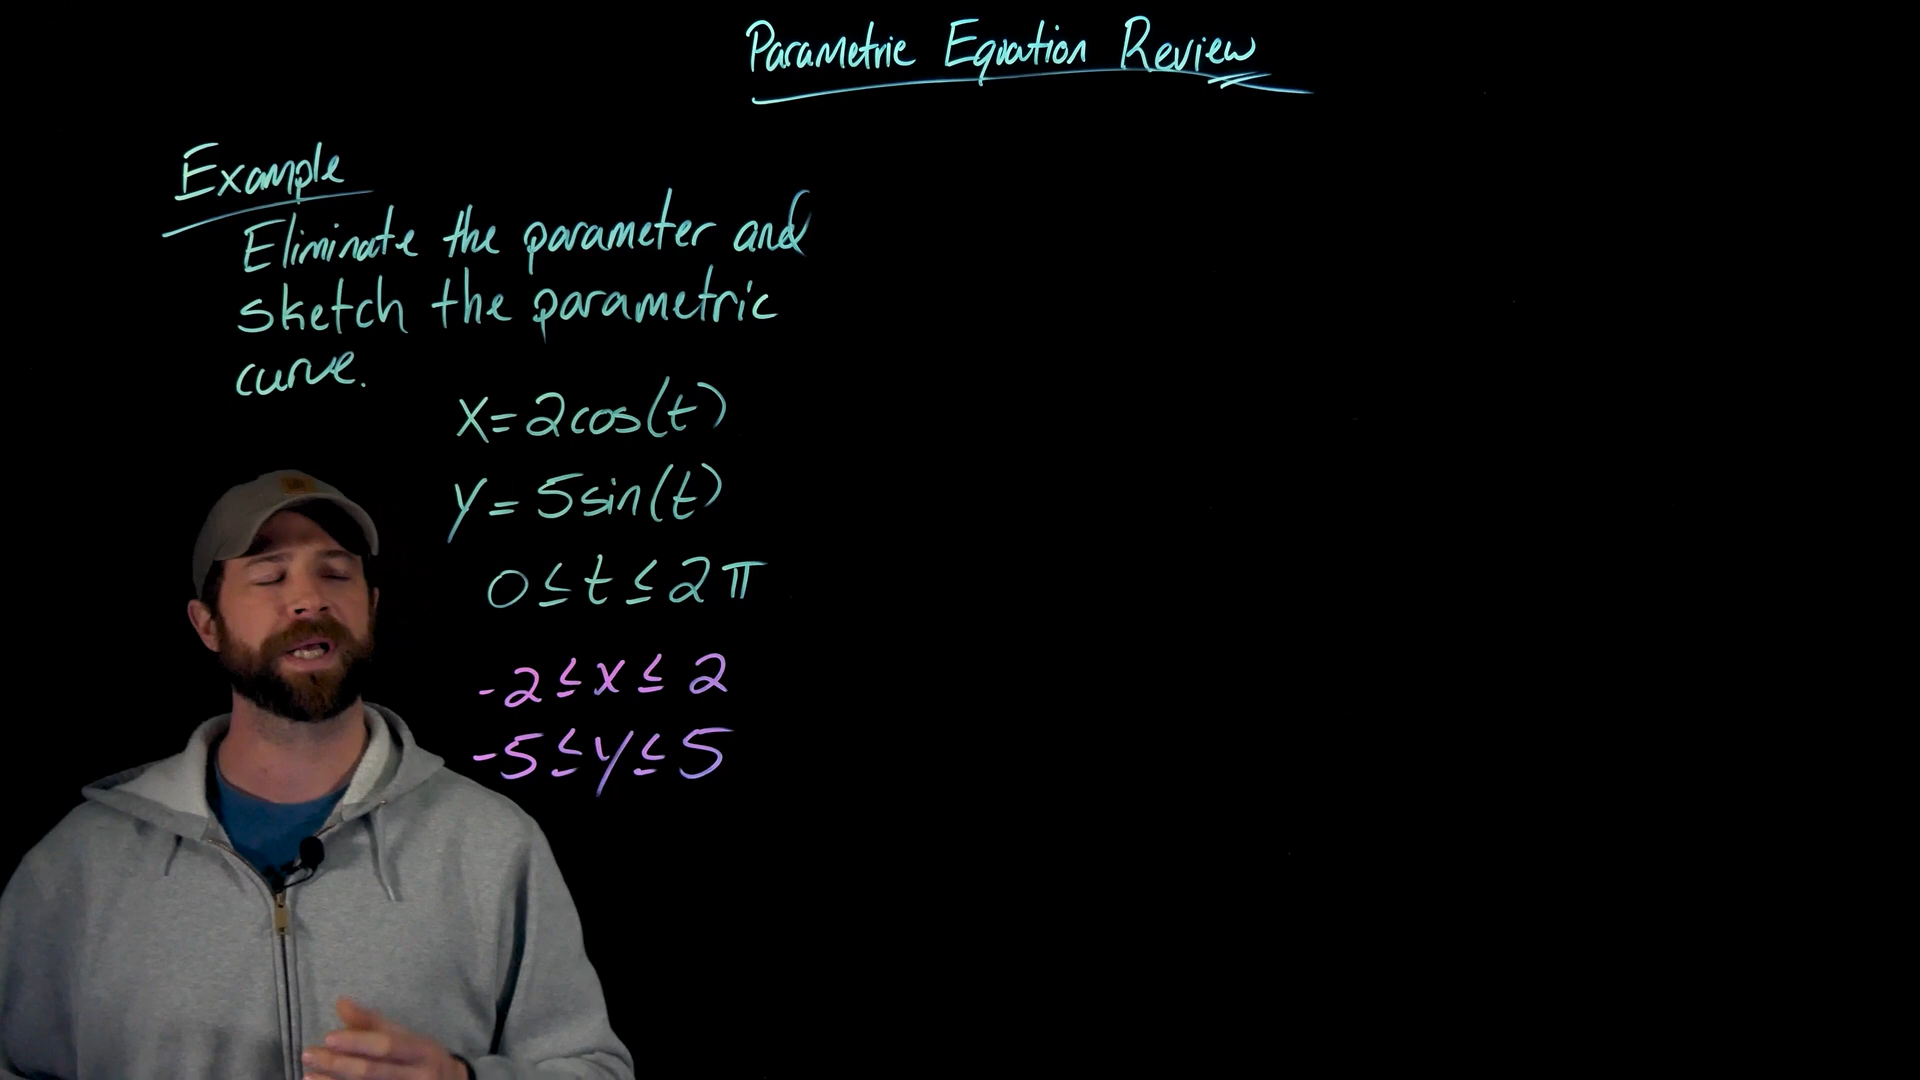 Parametric Equation Review
Example
Eliminate the parameter and
sketch the parametric
curve.
x=2cos(t)
y=5sin(t)
0≤t≤2π
-2≤x≤2
-5≤y≤5